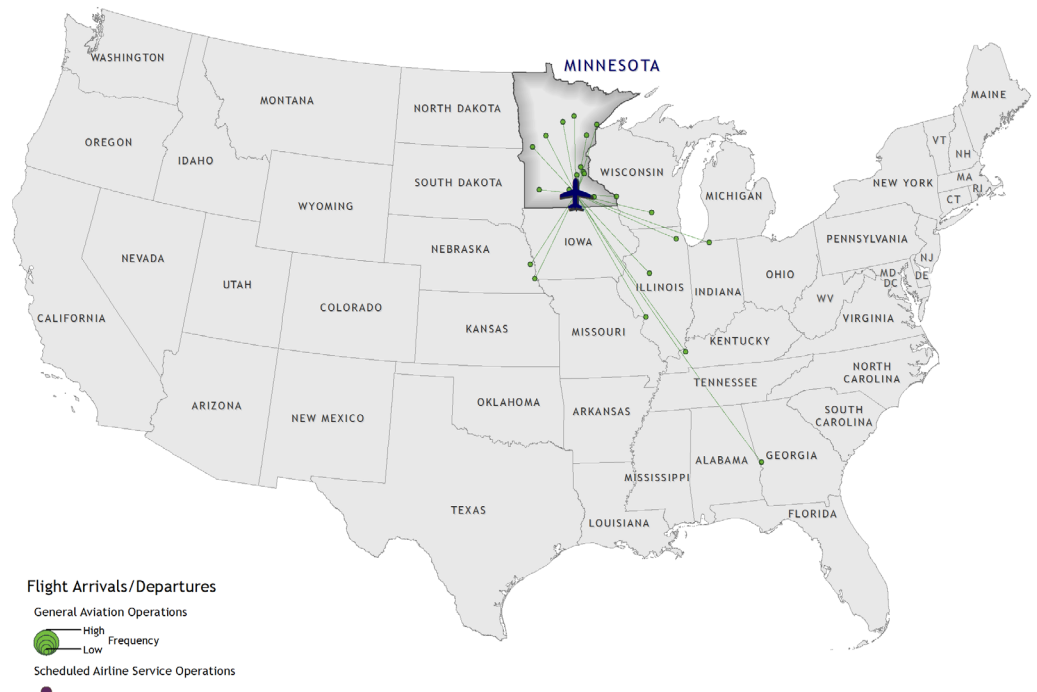 MINNESOTA
WASHINGTON
MONTANA
NORTH DAKOTA
MAINE
OREGON
VT
NH
IDAHO
SOUTH DAKOTA
WISCONSIN
MICHIGAN
NEW YORK
MA
RI
CT
WYOMING
IOWA
PENNSYLVANIA
NEBRASKA
NEVADA
UTAH
ILLINOIS
INDIANA
OHIO
NJ
MD
DE
DC
WV
COLORADO
CALIFORNIA
KANSAS
MISSOURI
KENTUCKY
VIRGINIA
NORTH
CAROLINA
TENNESSEE
ARIZONA
NEW MEXICO
OKLAHOMA
ARKANSAS
SOUTH
CAROLINA
MISSISSIPPI
ALABAMA
GEORGIA
TEXAS
LOUISIANA
FLORIDA
Flight Arrivals/Departures
General Aviation Operations
High
Frequency
Low
Scheduled Airline Service Operations